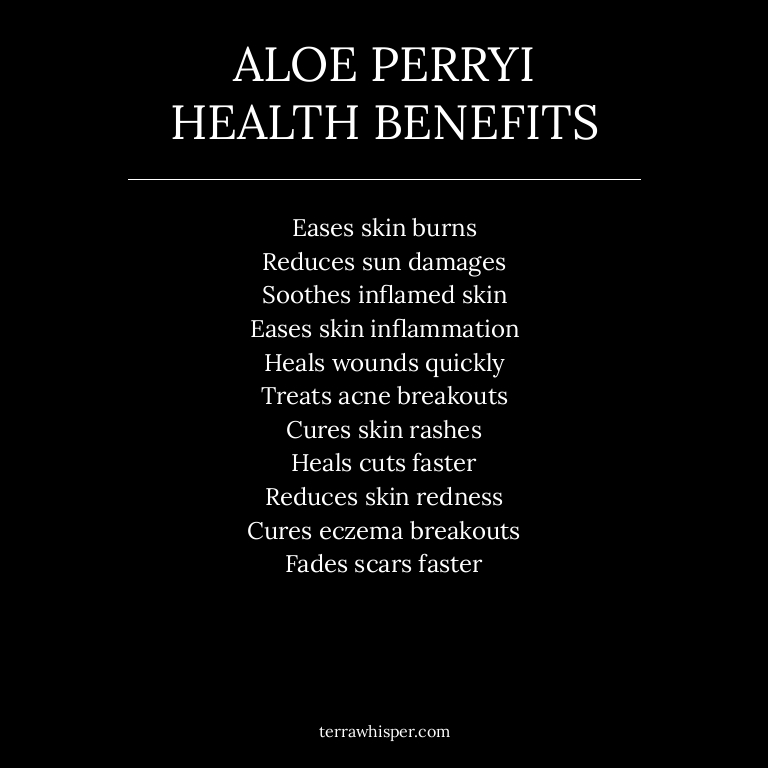 ALOE PERRYI
HEALTH BENEFITS
Eases skin burns
Reduces sun damages
Soothes inflamed skin
Eases skin inflammation
Heals wounds quickly
Treats acne breakouts
Cures skin rashes
Heals cuts faster
Reduces skin redness
Cures eczema breakouts
Fades scars faster
terrawhisper.com